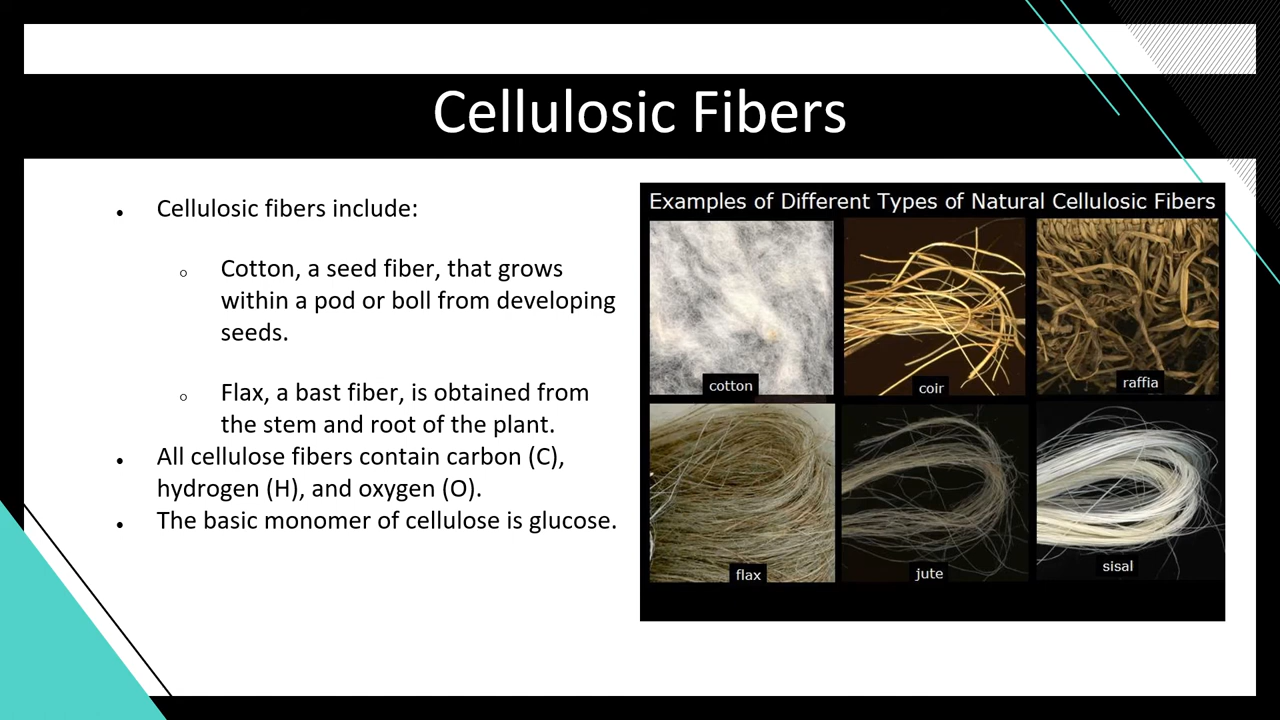 Cellulosic Fibers
• Cellulosic fibers include:
○ Cotton, a seed fiber, that grows
within a pod or boll from developing
seeds.
○ Flax, a bast fiber, is obtained from
the stem and root of the plant.
• All cellulose fibers contain carbon (C),
hydrogen (H), and oxygen (O).
• The basic monomer of cellulose is glucose.
Examples of Different Types of Natural Cellulosic Fibers
cotton
coir
raffia
flax
jute
sisal